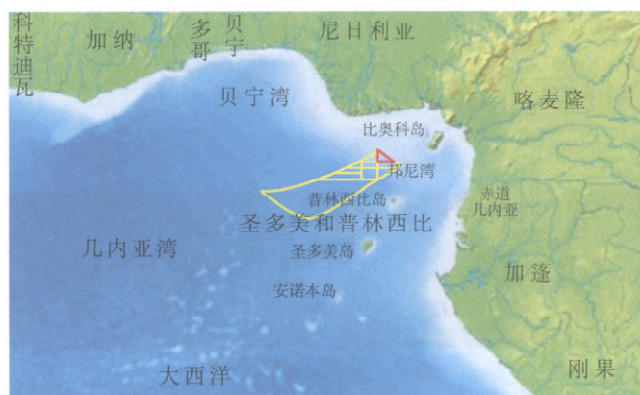 科特迪瓦
加纳
多哥
贝宁
尼日利亚
贝宁湾
喀麦隆
比奥科岛
邦尼湾
普林西比岛
赤道
几内亚
圣多美和普林西比
几内亚湾
圣多美岛
加蓬
安诺本岛
大西洋
刚果